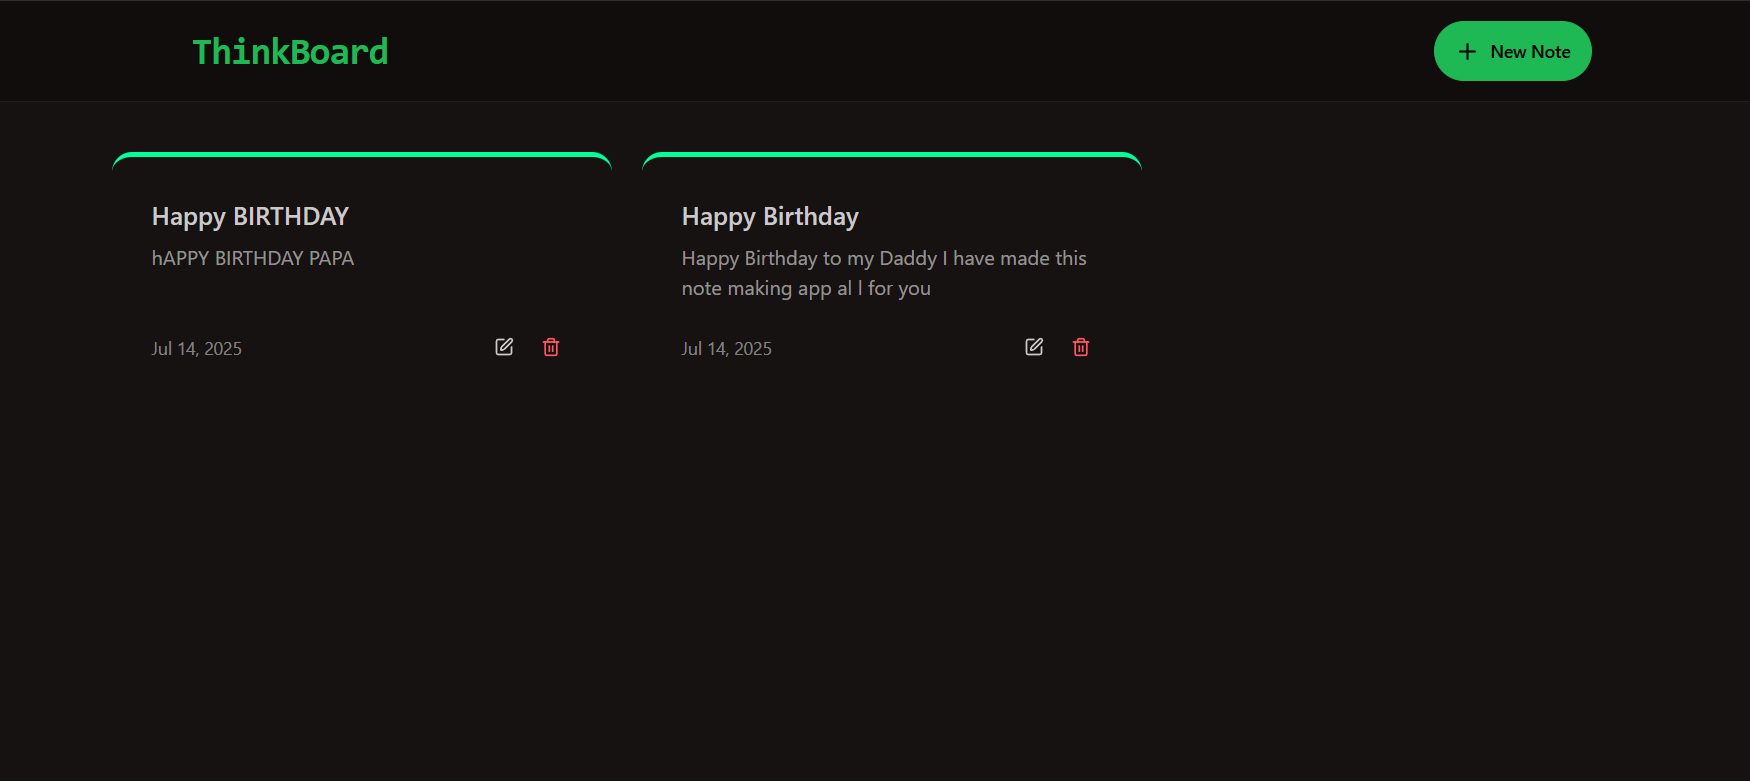 ThinkBoard
New Note
Happy BIRTHDAY
hAPPY BIRTHDAY PAPA
Jul 14, 2025
Happy Birthday
Happy Birthday to my Daddy I have made this
note making app al l for you
Jul 14, 2025